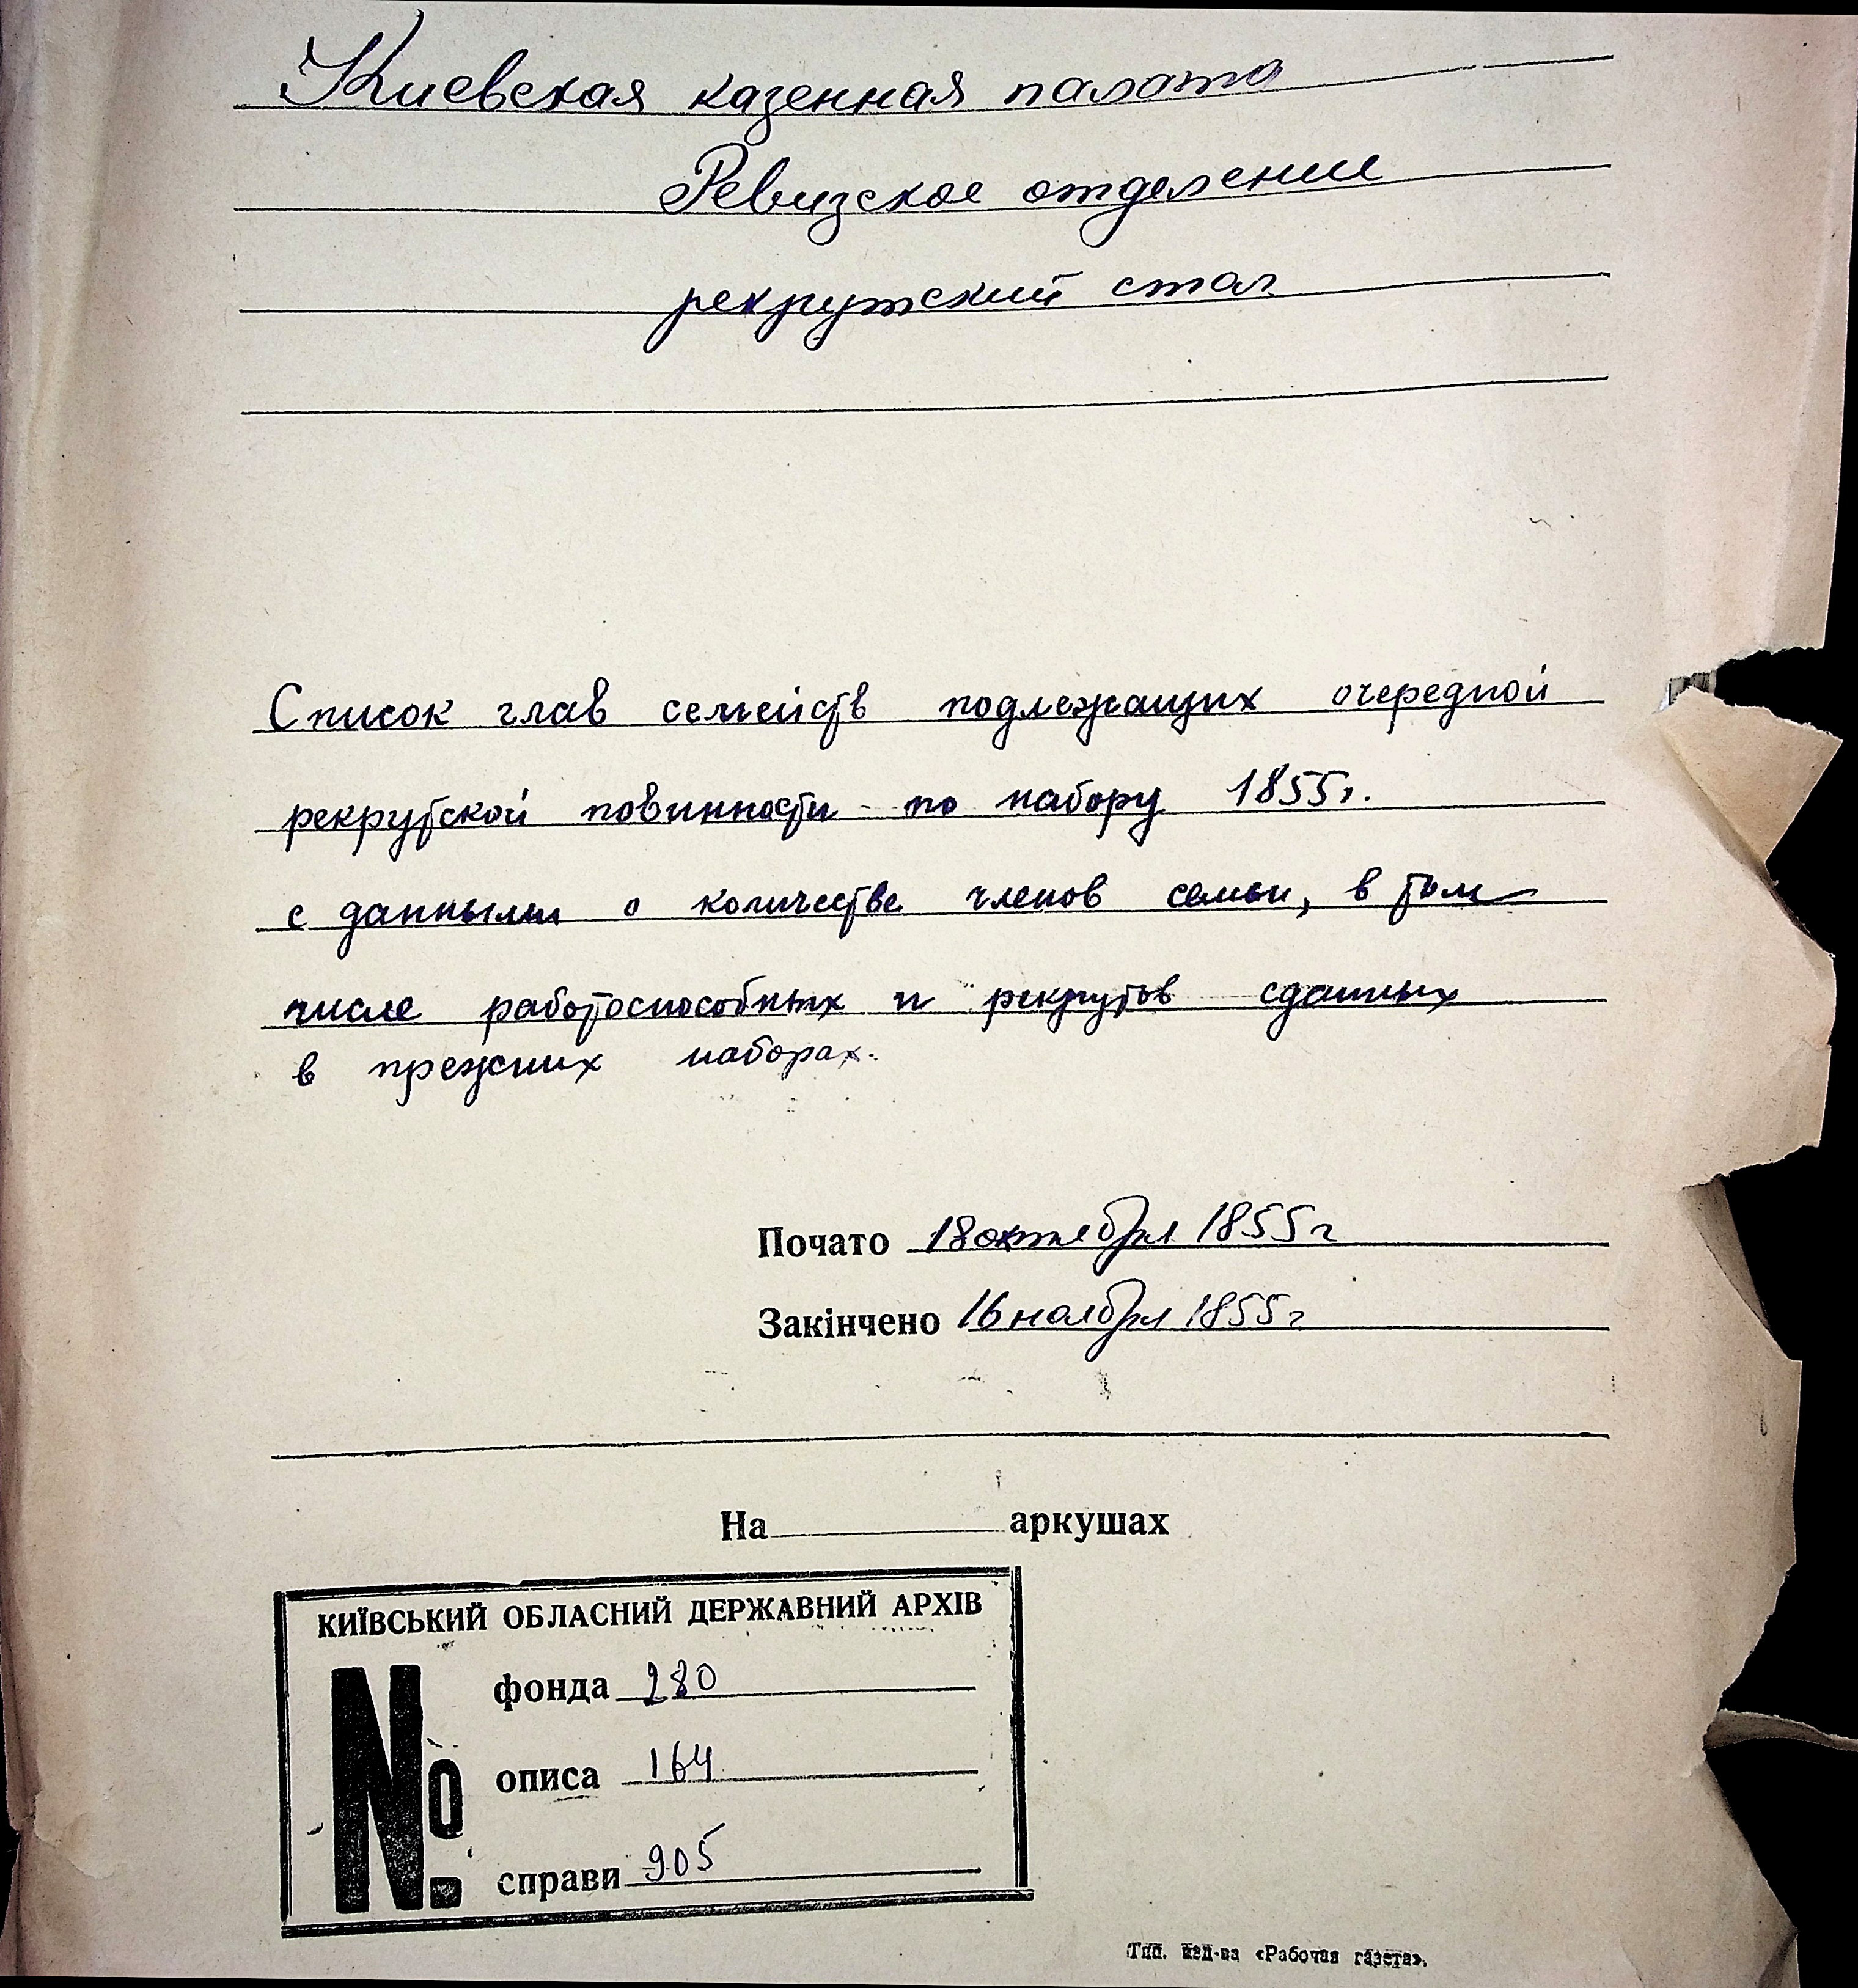 Киевская казенная палата
Ревизское отделение
рекрутский стол
Список глав семейств подлежащих очередной
рекрутской повинности по набору 1855г.
с данными о количестве членов семьи, в том
числе работоспособных и рекрутов сданных
в прежних наборах.
Почато 18 октября 1855 г
Закінчено 16 ноября 1855 г
На аркушах
КИЇВСЬКИЙ ОБЛАСНИЙ ДЕРЖАВНИЙ АРХІВ
№
фонда 280
описа 164
справи 905
Тип. изд-ва «Рабочая газета».